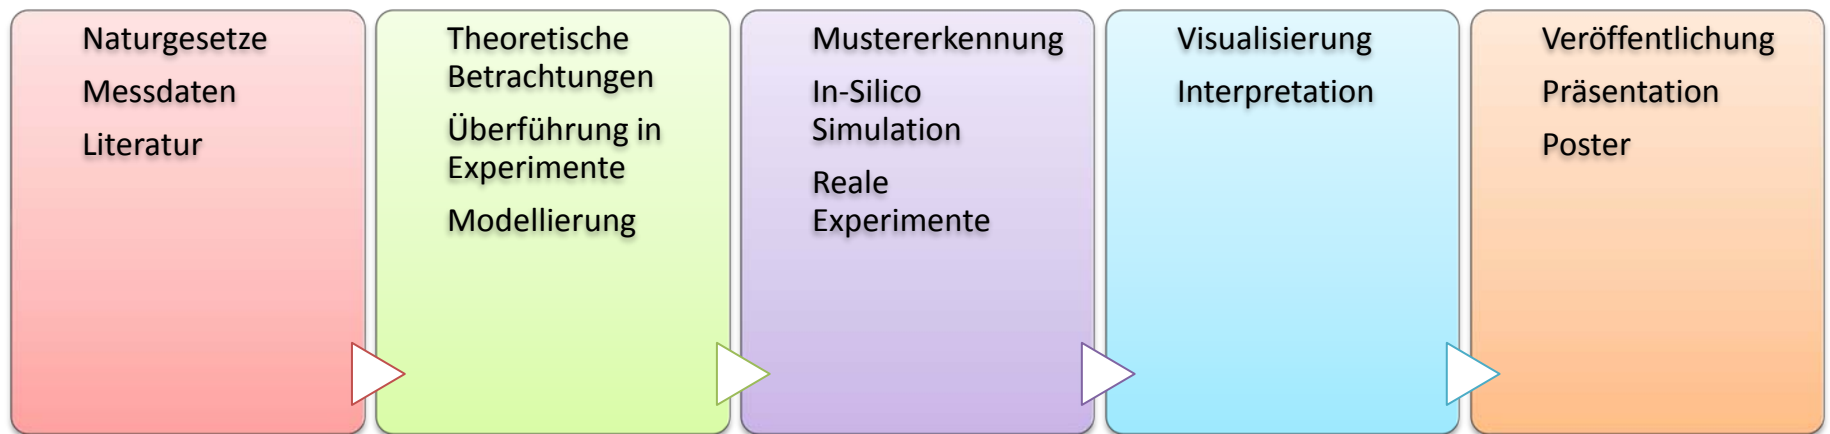 Naturgesetze
Messdaten
Literatur
Theoretische
Betrachtungen
Überführung in
Experimente
Modellierung
Mustererkennung
In-Silico
Simulation
Reale
Experimente
Visualisierung
Interpretation
Veröffentlichung
Präsentation
Poster